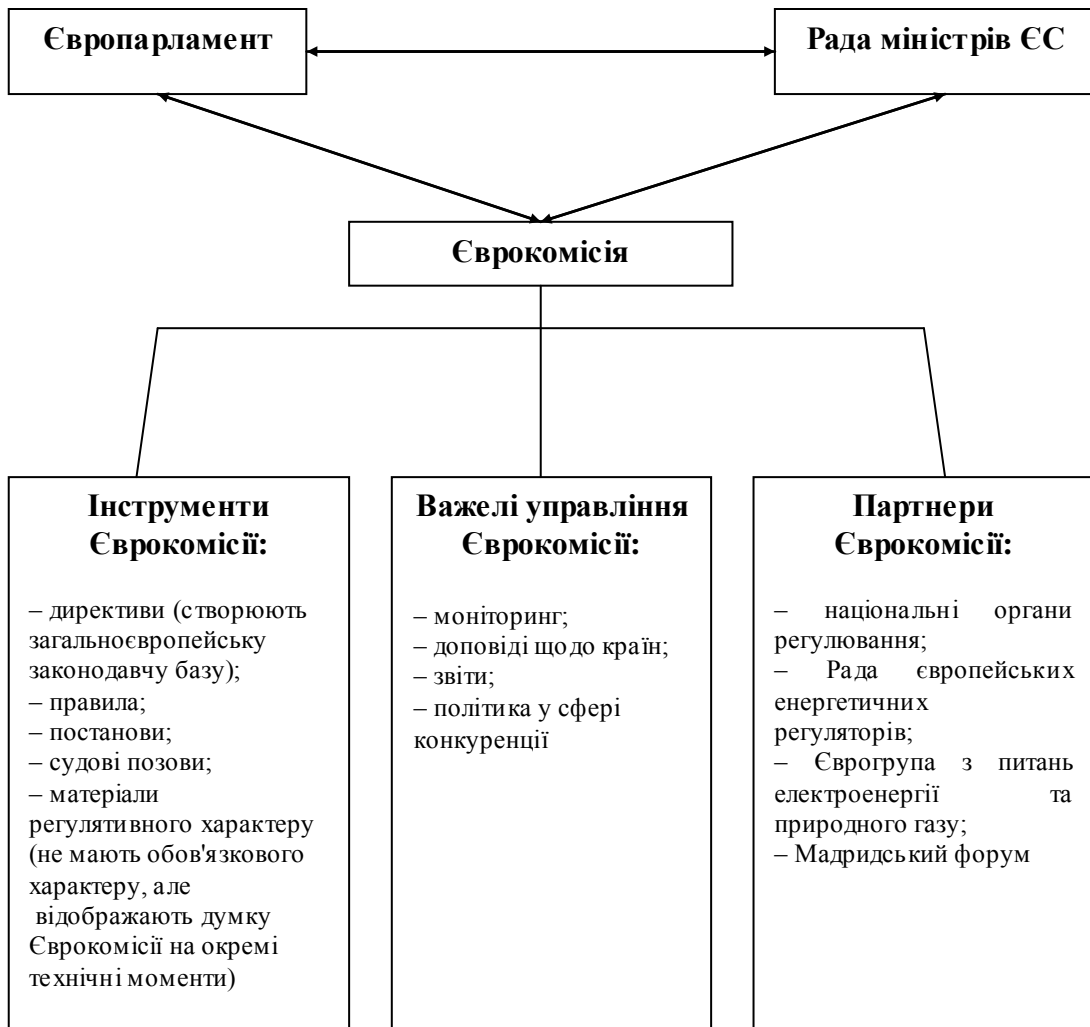 Європарламент
Рада міністрів ЄС
Єврокомісія
Інструменти
Єврокомісії:
– директиви (створюють
загальноєвропейську
законодавчу базу);
– правила;
– постанови;
– судові позови;
– матеріали
регулятивного характеру
(не мають обов'язкового
характеру, але
відображають думку
Єврокомісії на окремі
технічні моменти)
Важелі управління
Єврокомісії:
– моніторинг;
– доповіді щодо країн;
– звіти;
– політика у сфері
конкуренції
Партнери
Єврокомісії:
– національні органи
регулювання;
– Рада європейських
енергетичних
регуляторів;
– Єврогрупа з питань
електроенергії та
природного газу;
– Мадридський форум